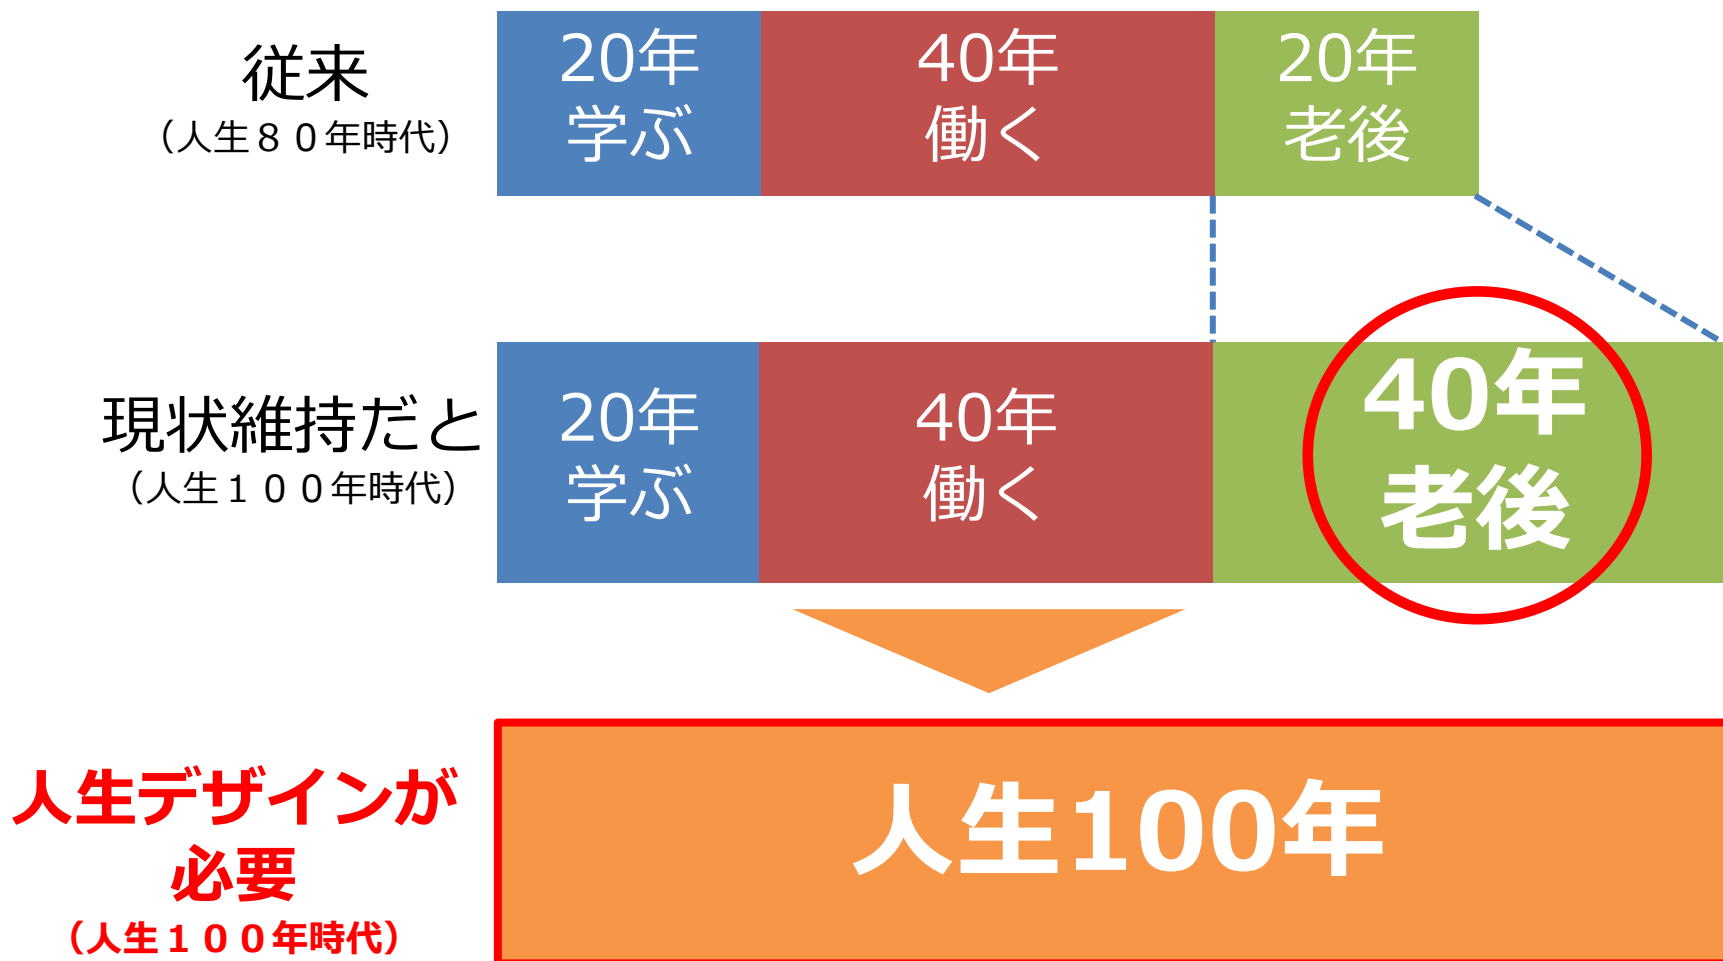 従来
（人生８０年時代）
20年
学ぶ
40年
働く
20年
老後
現状維持だと
（人生１００年時代）
20年
学ぶ
40年
働く
40年
老後
人生デザインが
必要
（人生１００年時代）
人生100年